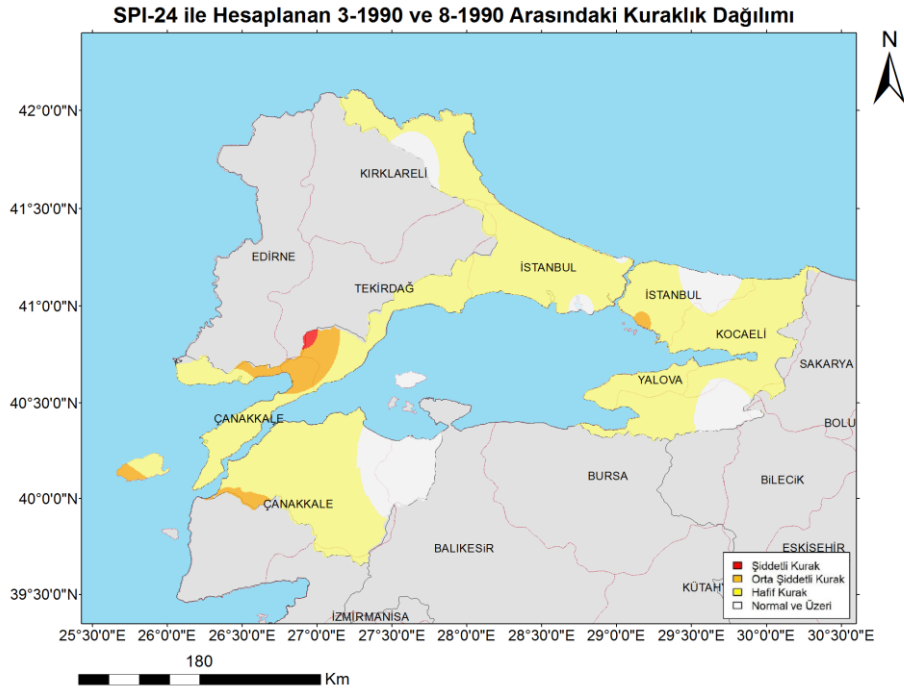 SPI-24 ile Hesaplanan 3-1990 ve 8-1990 Arasındaki Kuraklık Dağılımı
N
42°0'0"N
KIRKLARELİ
41°30'0"N
EDİRNE
İSTANBUL
TEKİRDAĞ
İSTANBUL
41°0'0"N
KOCAELİ
SAKARYA
YALOVA
40°30'0"N
ÇANAKKALE
BOLU
BURSA
BİLECİK
40°0'0"N
ÇANAKKALE
BALIKESİR
ESKİŞEHİR
Şiddetli Kurak
Orta Şiddetli Kurak
Hafif Kurak
Normal ve Üzeri
KÜTAHY
39°30'0"N
İZMİRMANİSA
25°30'0"E 26°0'0"E 26°30'0"E 27°0'0"E 27°30'0"E 28°0'0"E 28°30'0"E 29°0'0"E 29°30'0"E 30°0'0"E 30°30'0"E
180
Km